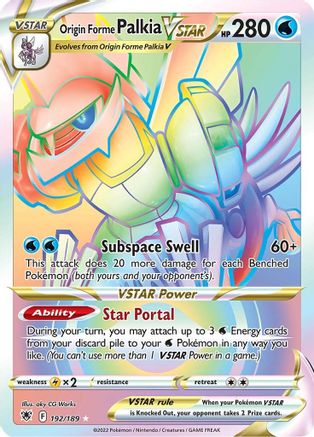 VSTAR Origin Forme Palkia VSTAR HP 280
Evolves from Origin Forme Palkia V
Subspace Swell 60+
This attack does 20 more damage for each Benched
Pokémon (both yours and your opponent's).
VSTAR Power
Ability Star Portal
During your turn, you may attach up to 3 Energy cards
from your discard pile to your Pokémon in any way you
like. (You can't use more than 1 VSTAR Power in a game.)
weakness ×2 resistance retreat
Illus. aky CG Works
VSTAR rule When your Pokémon VSTAR
is Knocked Out, your opponent takes 2 Prize cards.
F 192/189
©2022 Pokémon / Nintendo / Creatures / GAME FREAK